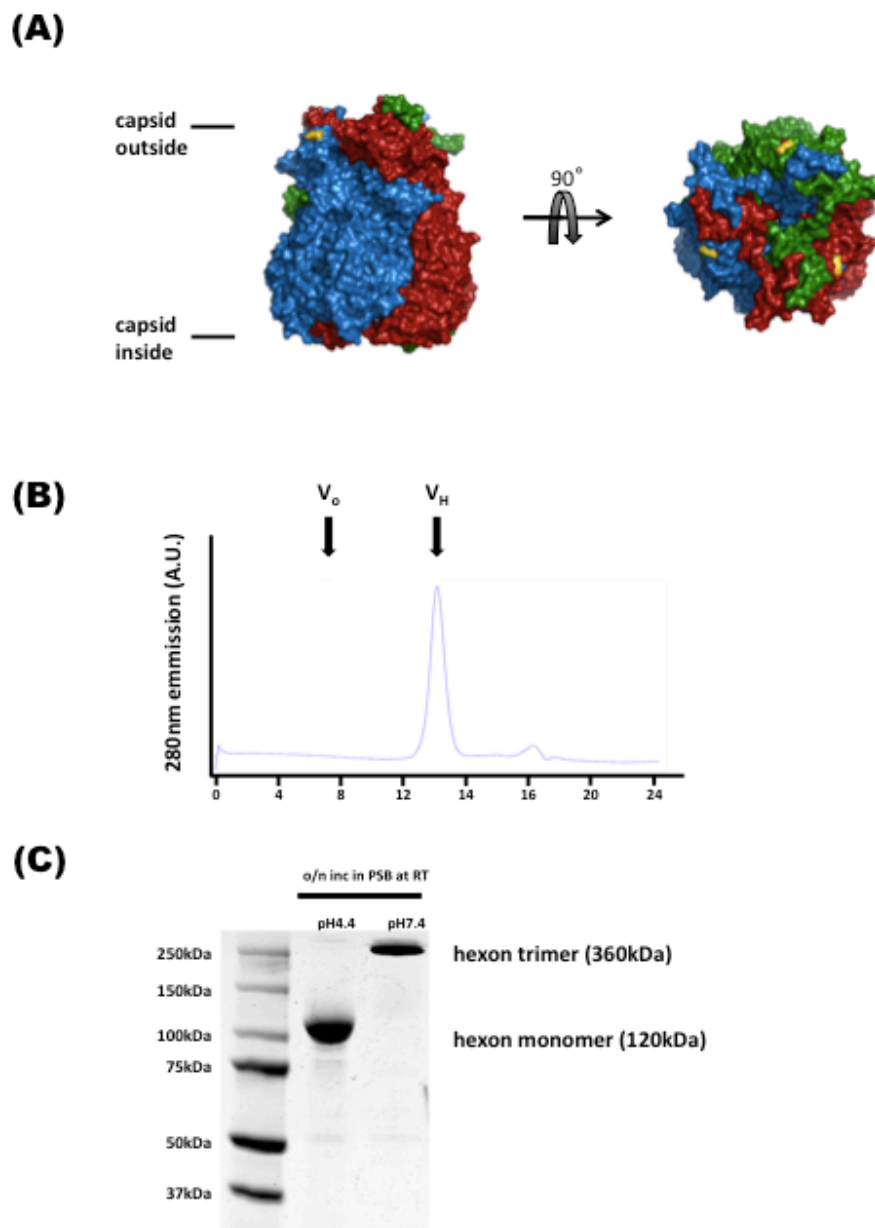 (A)
capsid
outside
90°
capsid
inside
(B)
Vo
VH
280nm emmission (A.U.)
0 4 8 12 14 16 20 24
(C)
o/n inc in PSB at RT
pH4.4 pH7.4
250kDa
hexon trimer (360kDa)
150kDa
100kDa
hexon monomer (120kDa)
75kDa
50kDa
37kDa